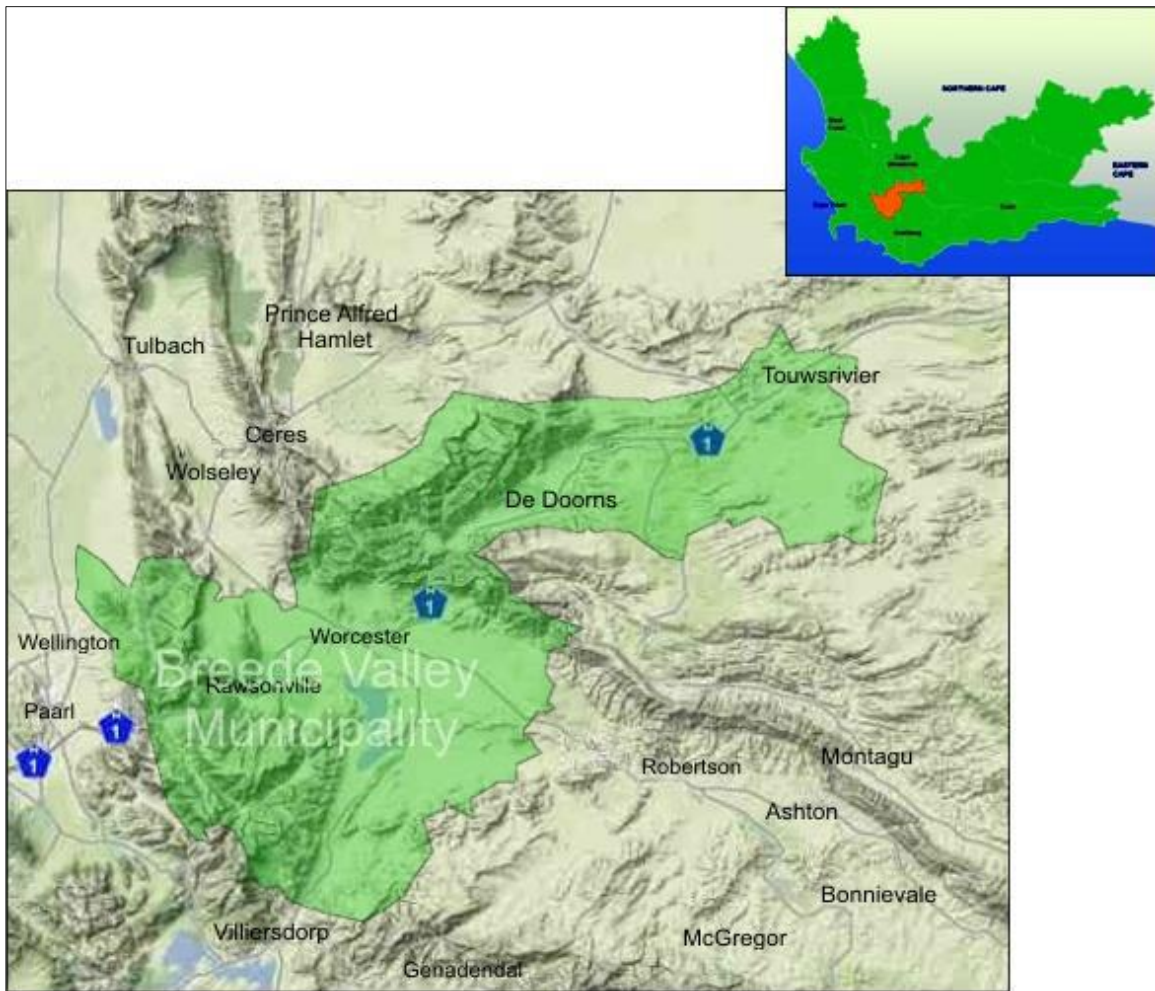 NORTHERN CAPE
EASTERN
CAPE
Prince Alfred
Hamlet
Tulbach
Touwsrivier
Ceres
N
1
Wolseley
De Doorns
N
1
Worcester
Wellington
Breede Valley
Rawsonville
Municipality
Paarl
N
1
N
1
Montagu
Robertson
Ashton
Bonnievale
Villiersdorp
McGregor
Genadendal